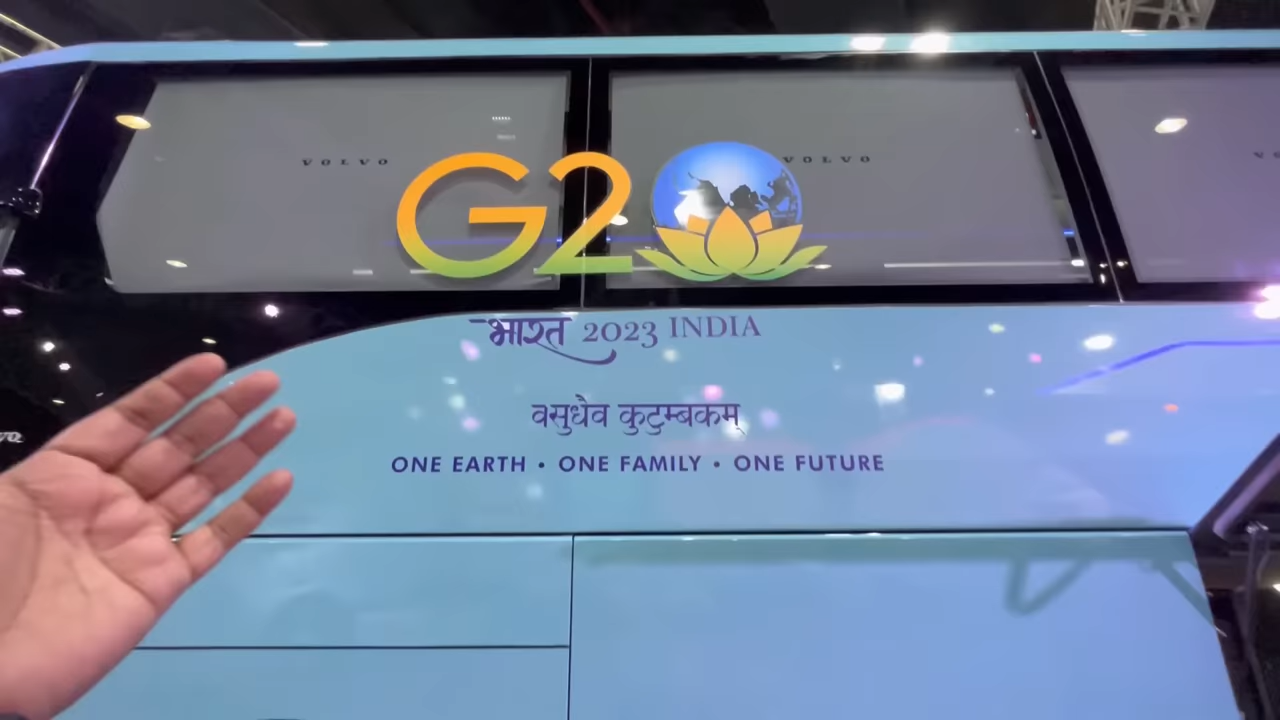 VOLVO
VOLVO
G20
भारत 2023 INDIA
वसुधैव कुटुम्बकम्
ONE EARTH • ONE FAMILY • ONE FUTURE